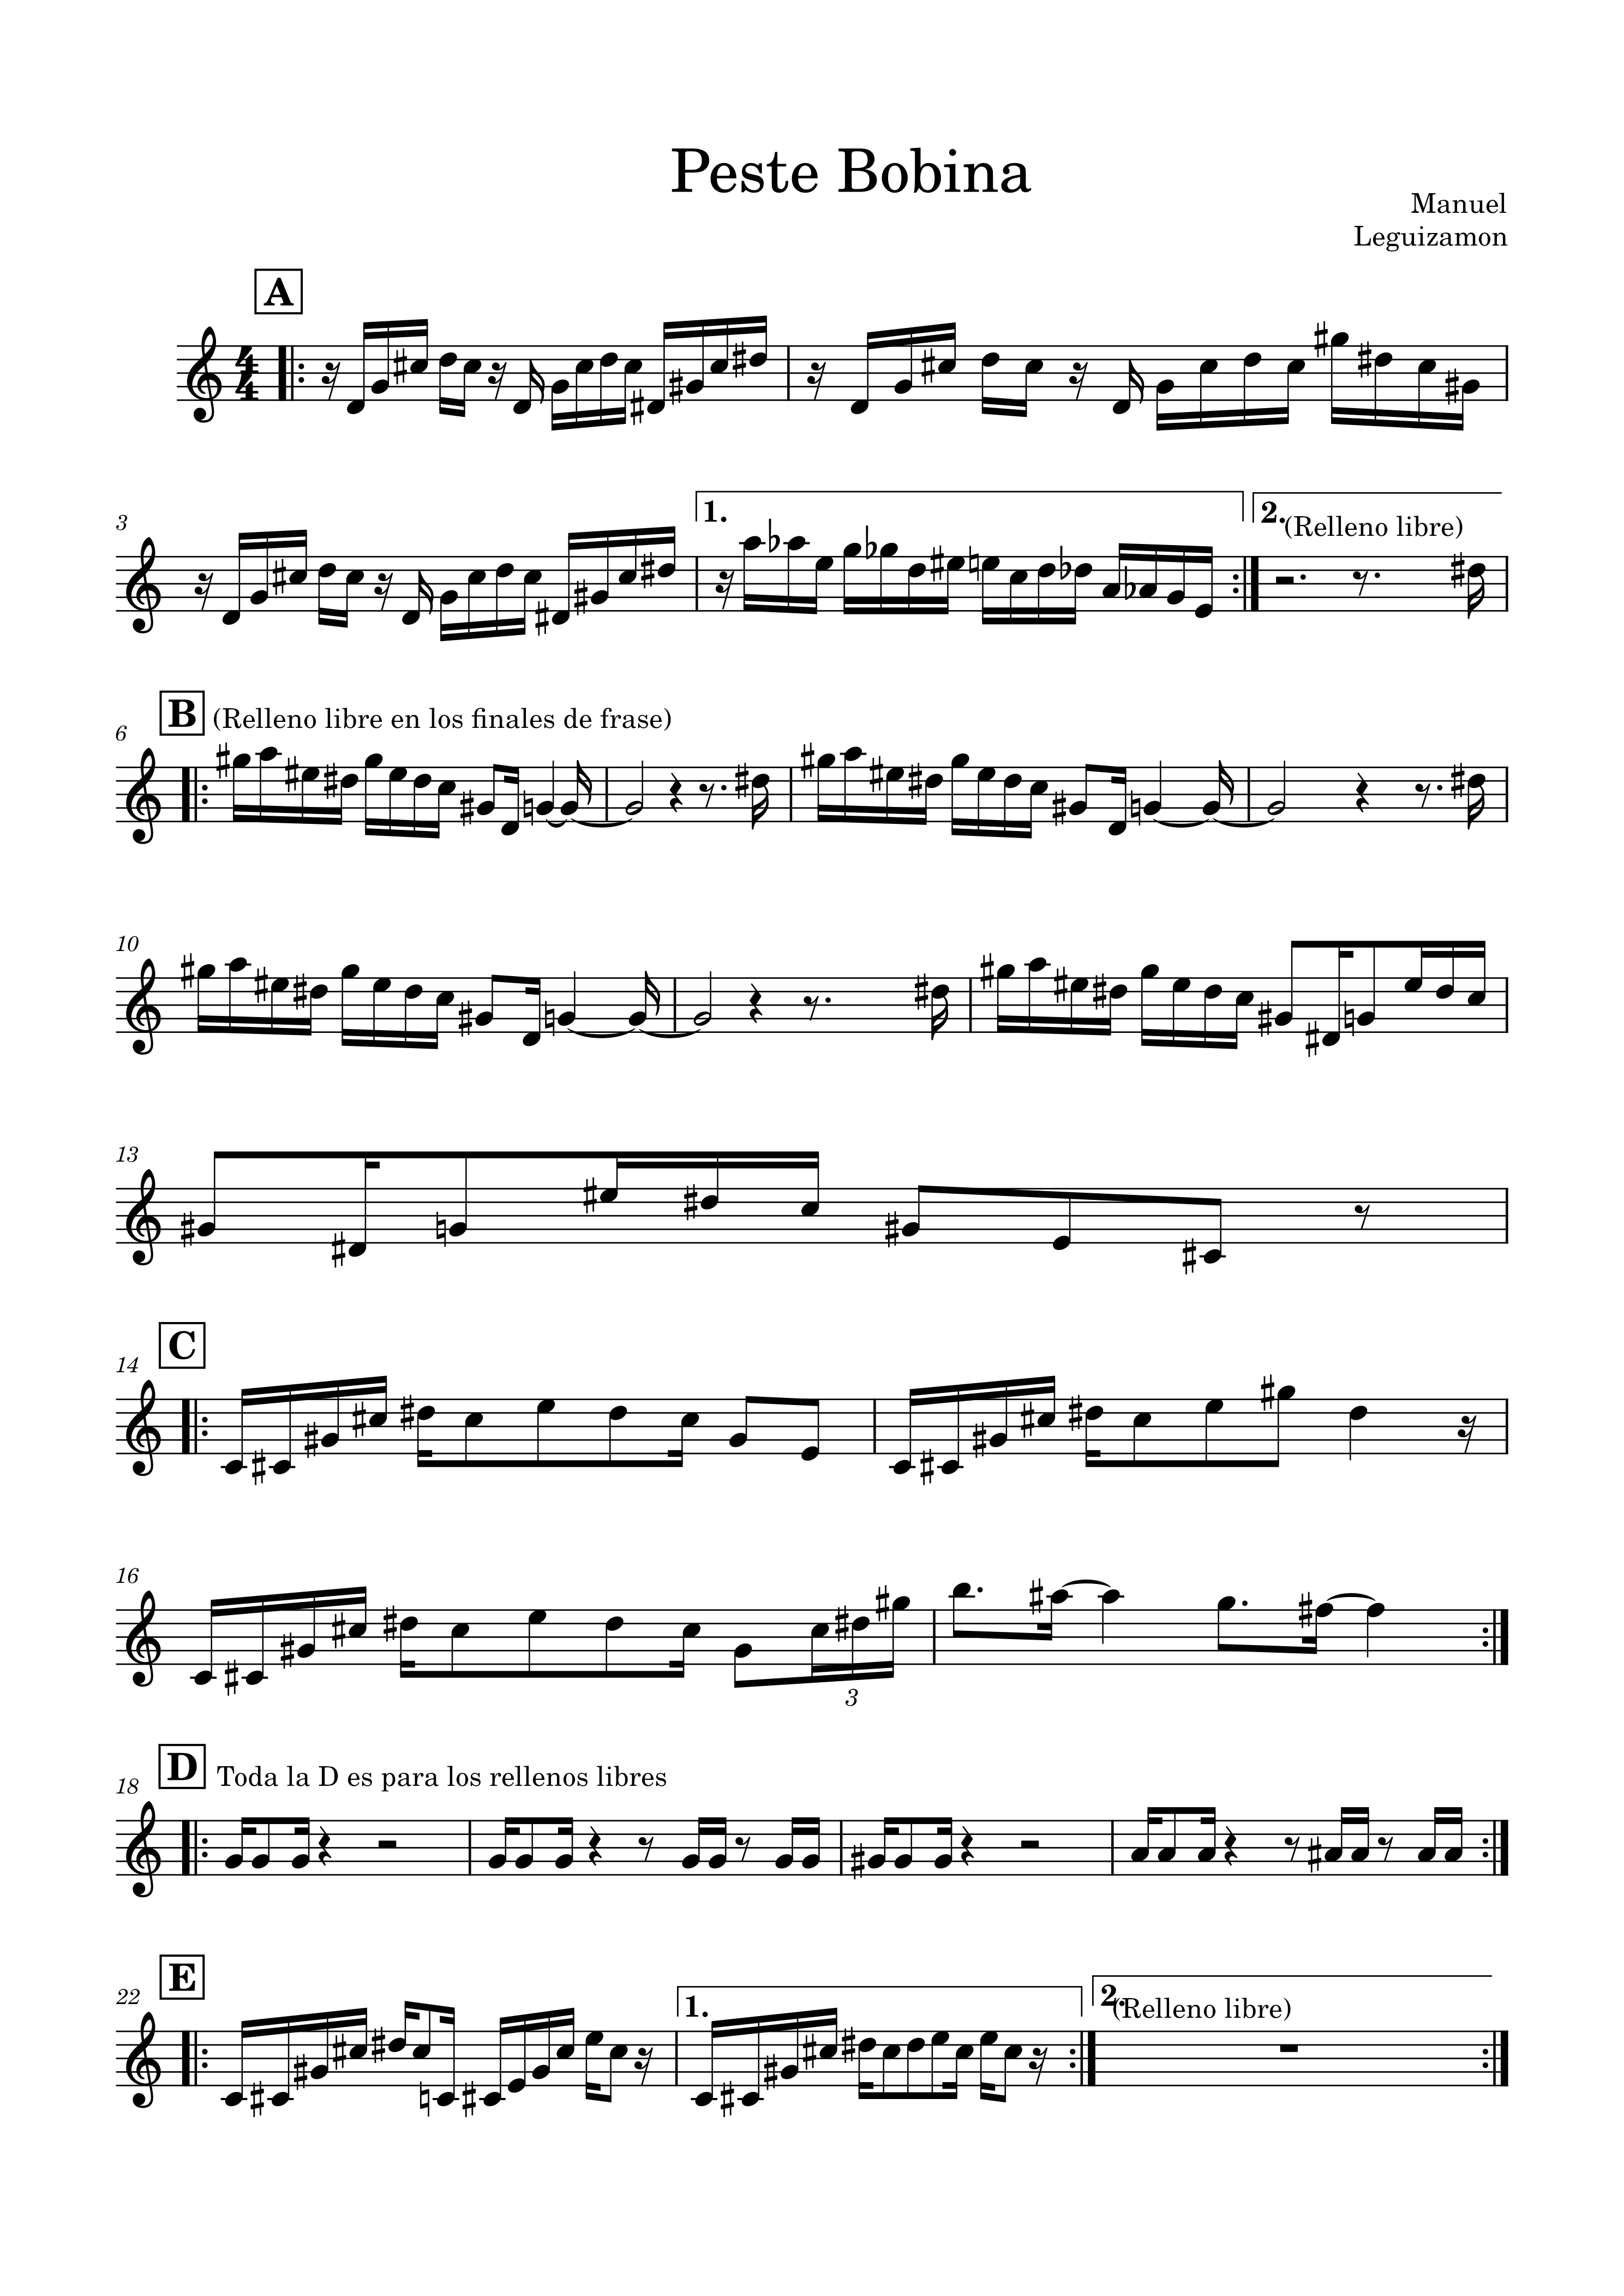 Peste Bobina
Manuel
Leguizamon
A
4
4
3
1.
2.
(Relleno libre)
6
B
(Relleno libre en los finales de frase)
10
13
14
C
16
3
18
D
Toda la D es para los rellenos libres
22
E
1.
2.
(Relleno libre)